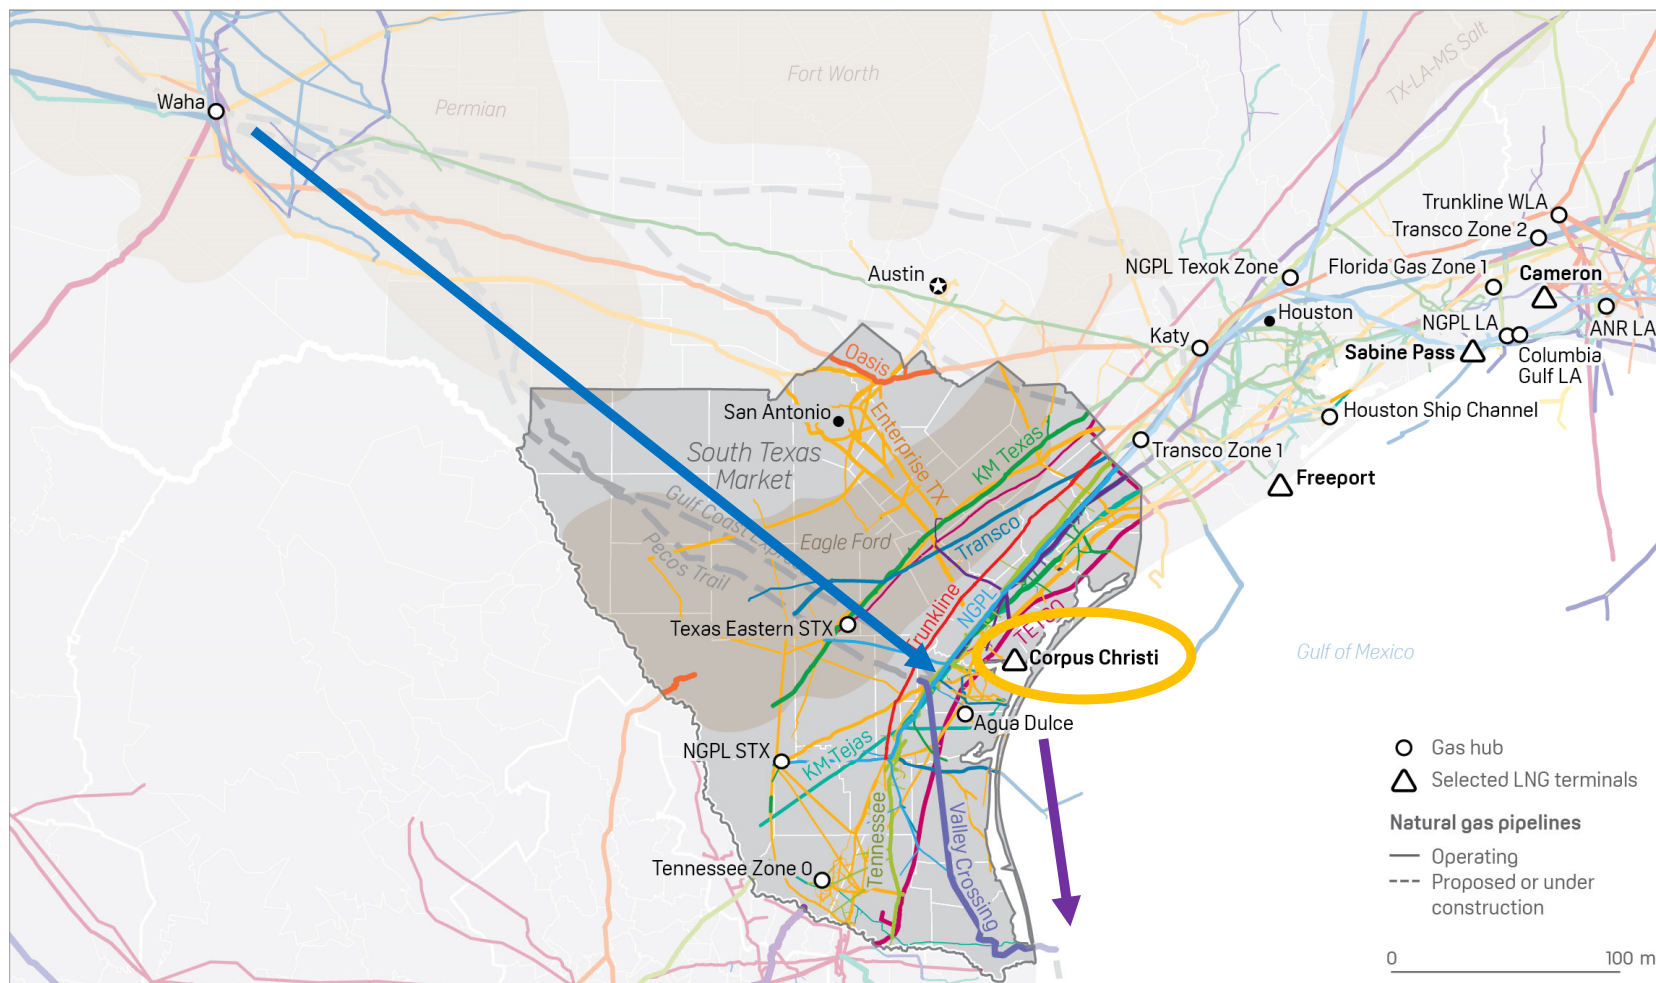 Fort Worth
TX-LA-MS Salt
Waha
Permian
Trunkline WLA
Transco Zone 2
NGPL Texok Zone
Florida Gas Zone 1
Cameron
Austin
Houston
NGPL LA
ANR LA
Katy
Sabine Pass
Columbia
Gulf LA
Oasis
San Antonio
Enterprise TX
Houston Ship Channel
South Texas
Market
KM Texas
Transco Zone 1
Freeport
Gulf Coast
Eagle Ford
Transco
Pecos Trail
NGPL
Trunkline
TETCO
Texas Eastern STX
Corpus Christi
Gulf of Mexico
Agua Dulce
NGPL STX
KM Tejas
Tennessee
Valley Crossing
Tennessee Zone 0
Gas hub
Selected LNG terminals
Natural gas pipelines
Operating
Proposed or under
construction
0 100 m